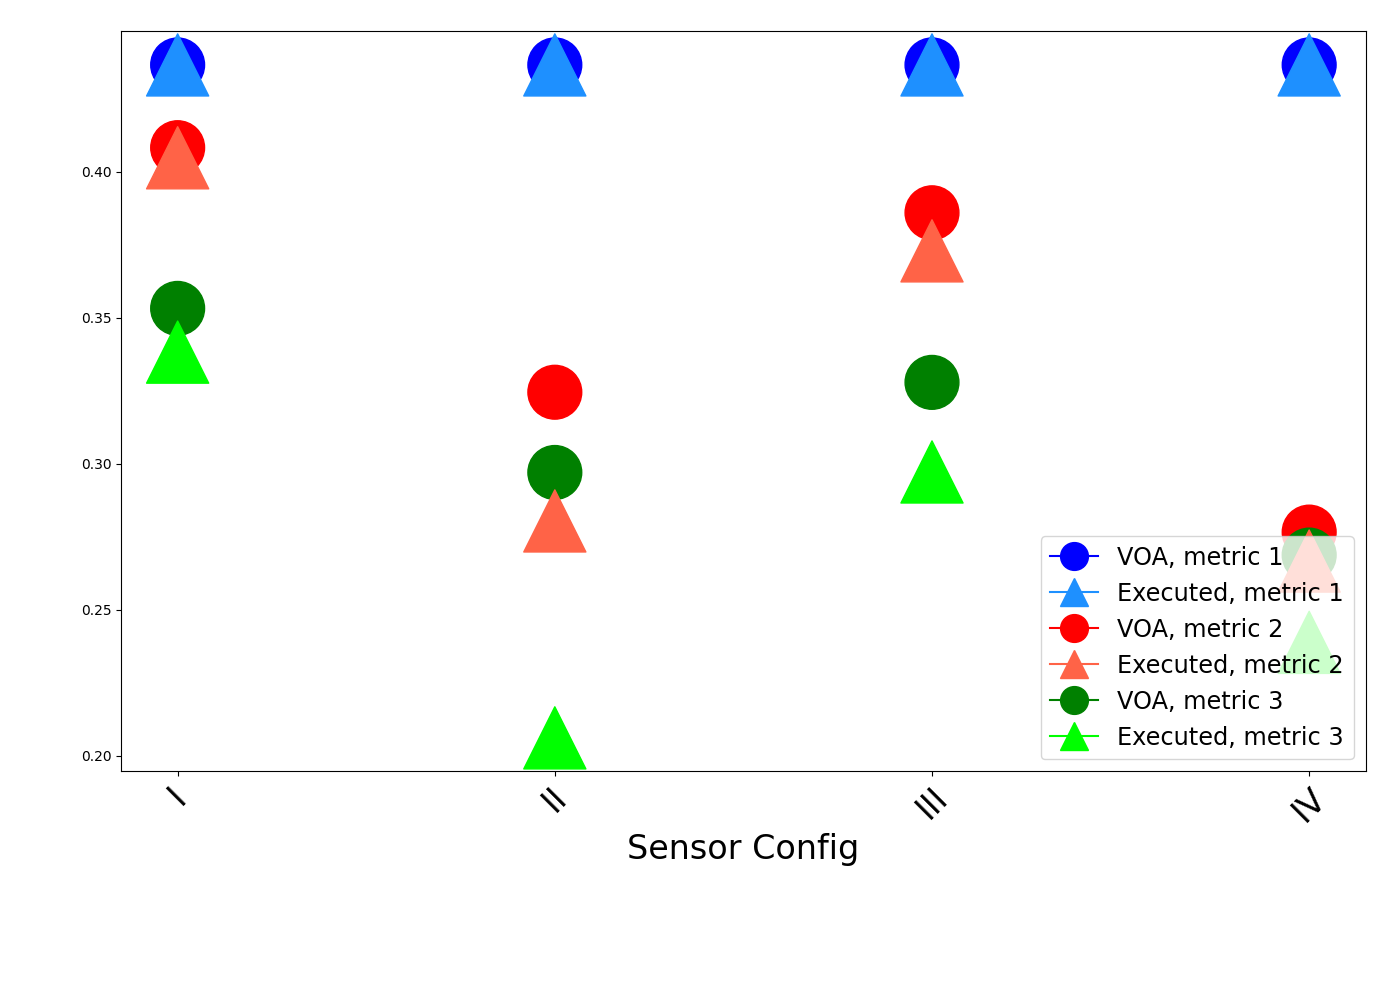 0.40
0.35
0.30
0.25
0.20
VOA, metric 1
Executed, metric 1
VOA, metric 2
Executed, metric 2
VOA, metric 3
Executed, metric 3
I
II
III
IV
Sensor Config